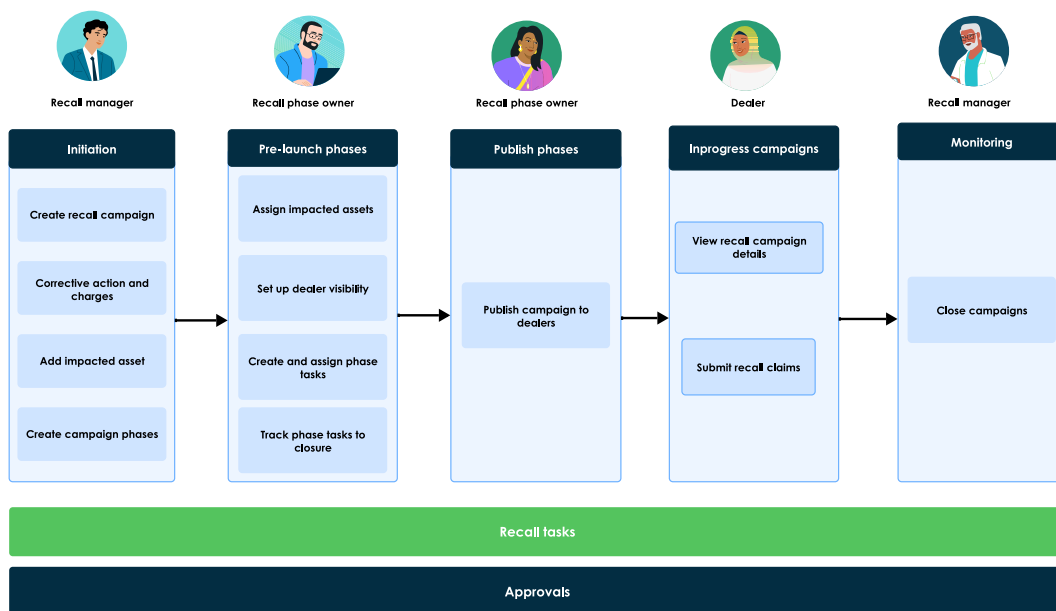 Recall manager
Recall phase owner
Recall phase owner
Dealer
Recall manager
Initiation
Create recall campaign
Corrective action and
charges
Add impacted asset
Create campaign phases
Pre-launch phases
Assign impacted assets
Set up dealer visibility
Create and assign phase
tasks
Track phase tasks to
closure
Publish phases
Publish campaign to
dealers
Inprogress campaigns
View recall campaign
details
Submit recall claims
Monitoring
Close campaigns
Recall tasks
Approvals